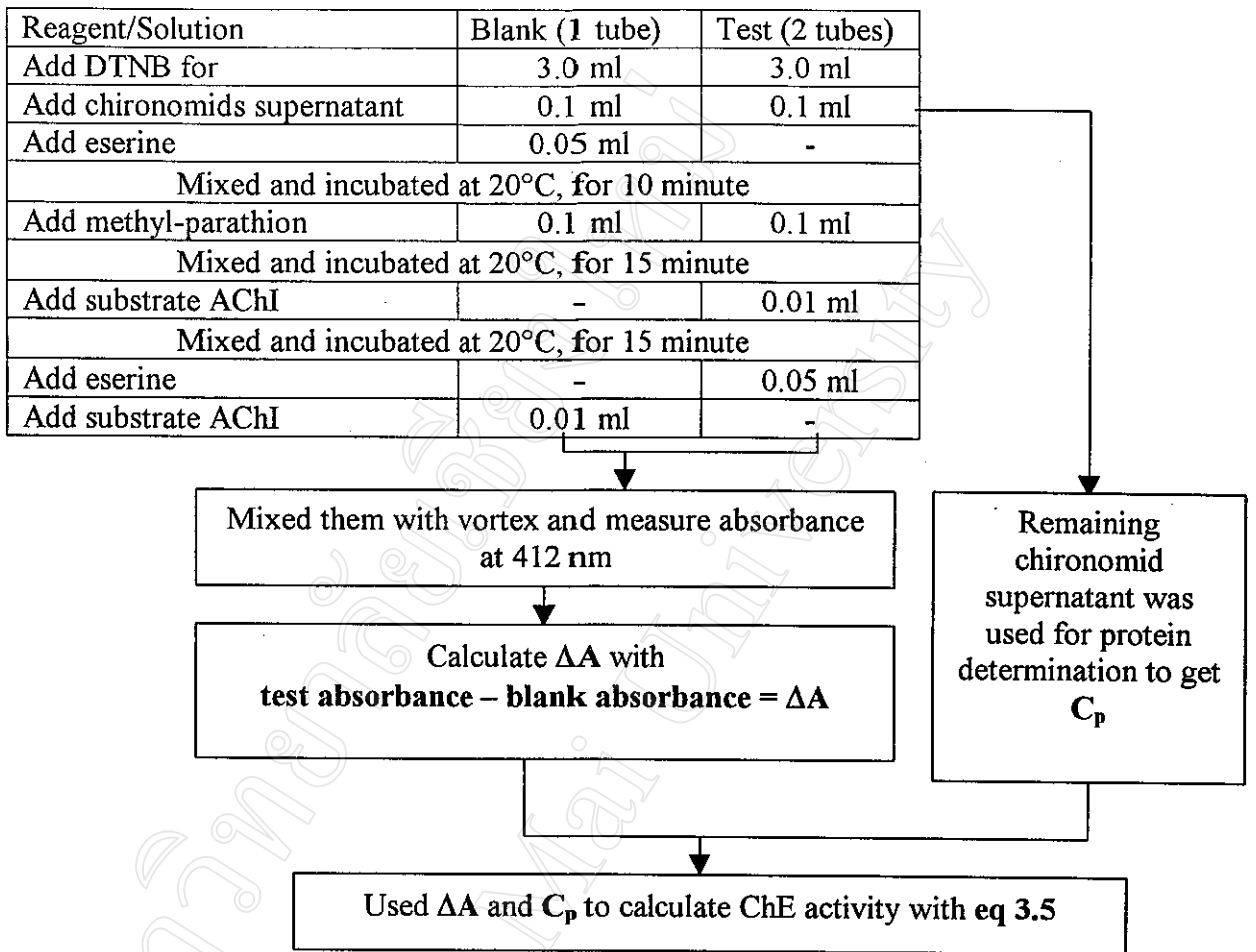 Reagent/Solution Blank (1 tube) Test (2 tubes)
Add DTNB for 3.0 ml 3.0 ml
Add chironomids supernatant 0.1 ml 0.1 ml
Add eserine 0.05 ml -
Mixed and incubated at 20°C, for 10 minute
Add methyl-parathion 0.1 ml 0.1 ml
Mixed and incubated at 20°C, for 15 minute
Add substrate AChI - 0.01 ml
Mixed and incubated at 20°C, for 15 minute
Add eserine - 0.05 ml
Add substrate AChI 0.01 ml -
Mixed them with vortex and measure absorbance
at 412 nm
Calculate ΔA with
test absorbance – blank absorbance = ΔA
Remaining
chironomid
supernatant was
used for protein
determination to get
Cp
Used ΔA and Cp to calculate ChE activity with eq 3.5
Mai University